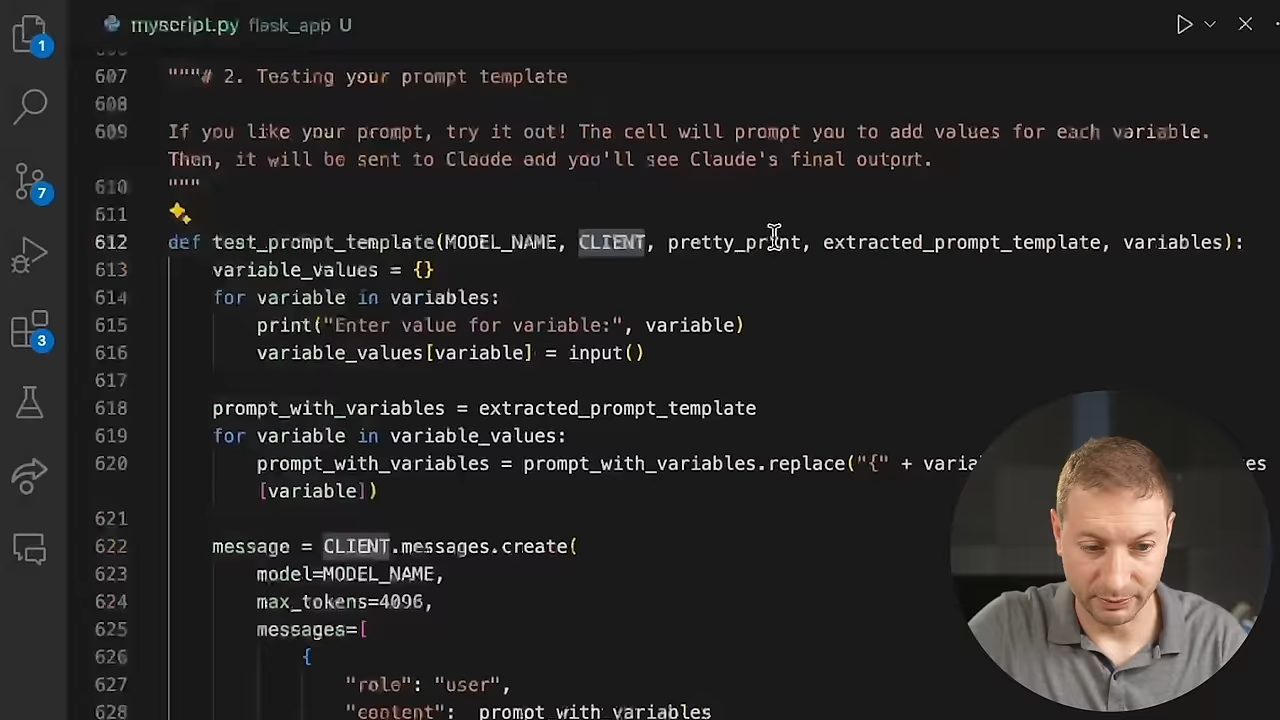 myscript.py flask_app U
1
7
3
607 """# 2. Testing your prompt template
608
609 If you like your prompt, try it out! The cell will prompt you to add values for each variable.
Then, it will be sent to Claude and you'll see Claude's final output.
610 """
611
612 def test_prompt_template(MODEL_NAME, CLIENT, pretty_print, extracted_prompt_template, variables):
613 variable_values = {}
614 for variable in variables:
615 print("Enter value for variable:", variable)
616 variable_values[variable] = input()
617
618 prompt_with_variables = extracted_prompt_template
619 for variable in variable_values:
620 prompt_with_variables = prompt_with_variables.replace("{" +
[variable])
621
622 message = CLIENT.messages.create(
623 model=MODEL_NAME,
624 max_tokens=4096,
625 messages=[
626 {
627 "role": "user",
628 "content": prompt_with_variables